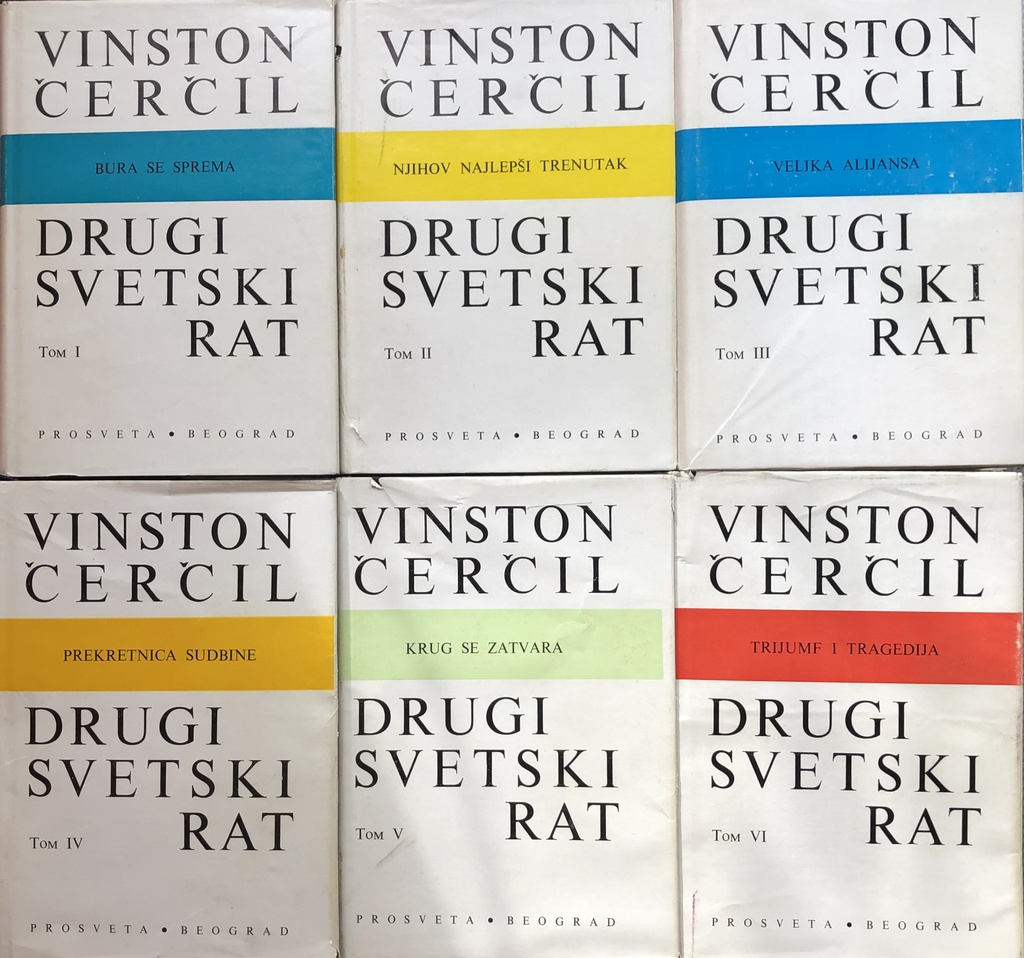 VINSTON
ČERČIL
BURA SE SPREMA
DRUGI
SVETSKI
RAT
Tom I
PROSVETA • BEOGRAD
VINSTON
ČERČIL
NJIHOV NAJLEPŠI TRENUTAK
DRUGI
SVETSKI
RAT
Tom II
PROSVETA • BEOGRAD
VINSTON
ČERČIL
VELIKA ALIJANSA
DRUGI
SVETSKI
RAT
Tom III
PROSVETA • BEOGRAD
VINSTON
ČERČIL
PREKRETNICA SUDBINE
DRUGI
SVETSKI
RAT
Tom IV
PROSVETA • BEOGRAD
VINSTON
ČERČIL
KRUG SE ZATVARA
DRUGI
SVETSKI
RAT
Tom V
PROSVETA • BEOGRAD
VINSTON
ČERČIL
TRIJUMF I TRAGEDIJA
DRUGI
SVETSKI
RAT
Tom VI
PROSVETA • BEOGRAD